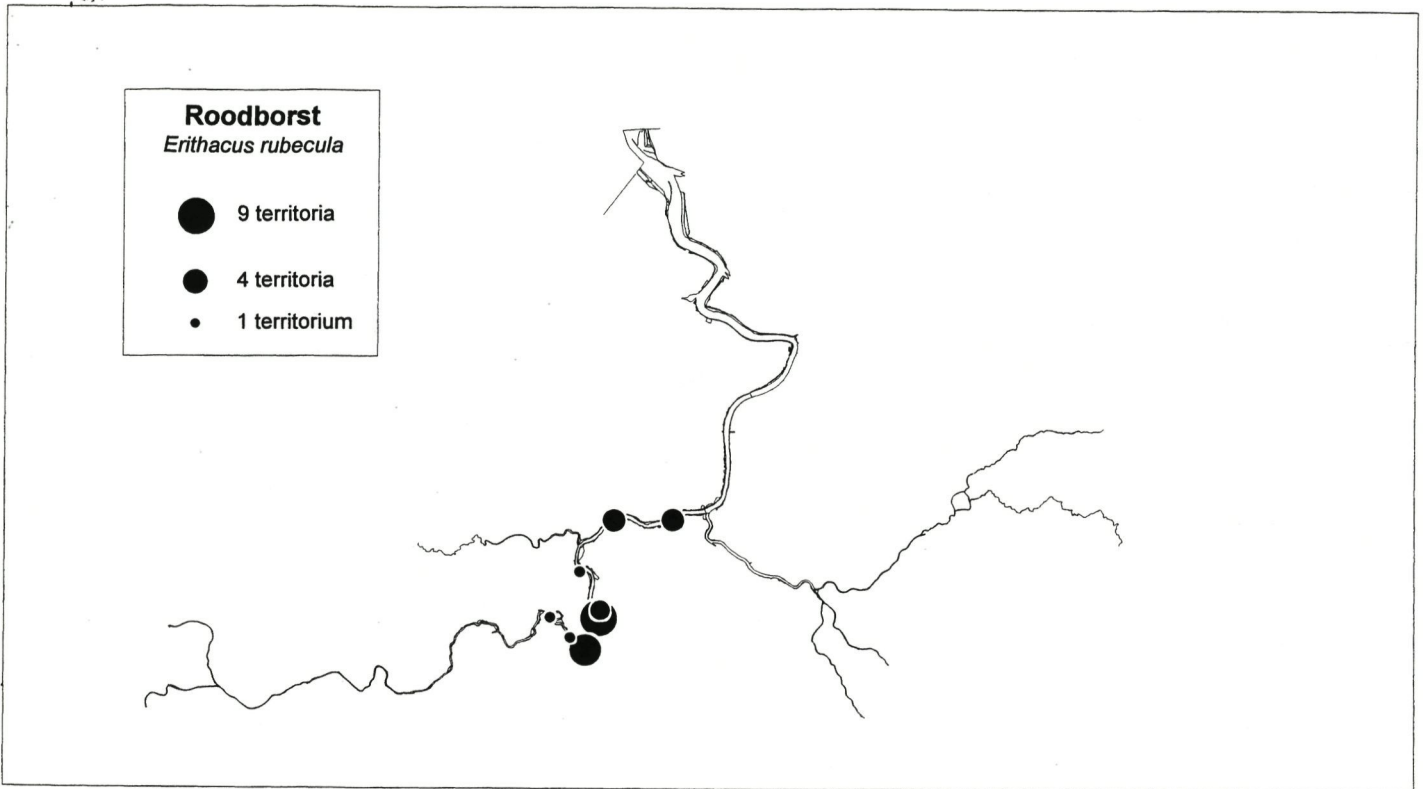 Roodborst
Erithacus rubecula
9 territoria
4 territoria
1 territorium